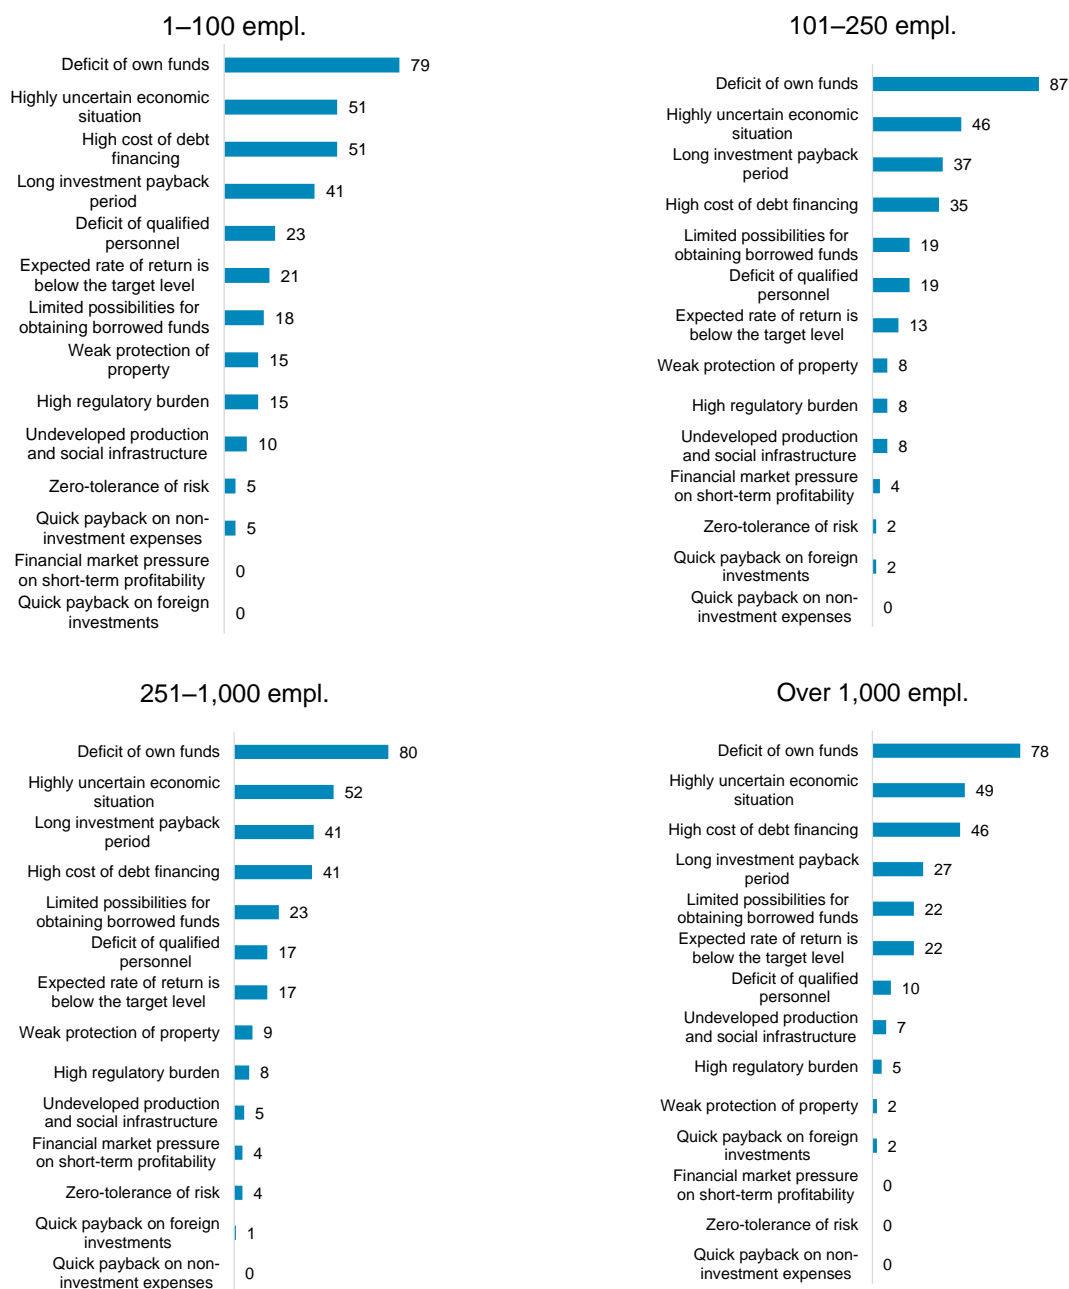 1–100 empl.
Deficit of own funds 79
Highly uncertain economic
situation 51
High cost of debt
financing 51
Long investment payback
period 41
Deficit of qualified
personnel 23
Expected rate of return is
below the target level 21
Limited possibilities for
obtaining borrowed funds 18
Weak protection of
property 15
High regulatory burden 15
Undeveloped production
and social infrastructure 10
Zero-tolerance of risk 5
Quick payback on non-
investment expenses 5
Financial market pressure
on short-term profitability 0
Quick payback on foreign
investments 0
101–250 empl.
Deficit of own funds 87
Highly uncertain economic
situation 46
Long investment payback
period 37
High cost of debt financing 35
Limited possibilities for
obtaining borrowed funds 19
Deficit of qualified
personnel 19
Expected rate of return is
below the target level 13
Weak protection of property 8
High regulatory burden 8
Undeveloped production
and social infrastructure 8
Financial market pressure
on short-term profitability 4
Zero-tolerance of risk 2
Quick payback on foreign
investments 2
Quick payback on non-
investment expenses 0
251–1,000 empl.
Deficit of own funds 80
Highly uncertain economic
situation 52
Long investment payback
period 41
High cost of debt financing 41
Limited possibilities for
obtaining borrowed funds 23
Deficit of qualified
personnel 17
Expected rate of return is
below the target level 17
Weak protection of property 9
High regulatory burden 8
Undeveloped production
and social infrastructure 5
Financial market pressure
on short-term profitability 4
Zero-tolerance of risk 4
Quick payback on foreign
investments 1
Quick payback on non-
investment expenses 0
Over 1,000 empl.
Deficit of own funds 78
Highly uncertain economic
situation 49
High cost of debt financing 46
Long investment payback
period 27
Limited possibilities for
obtaining borrowed funds 22
Expected rate of return is
below the target level 22
Deficit of qualified
personnel 10
Undeveloped production
and social infrastructure 7
High regulatory burden 5
Weak protection of property 2
Quick payback on foreign
investments 2
Financial market pressure
on short-term profitability 0
Zero-tolerance of risk 0
Quick payback on non-
investment expenses 0